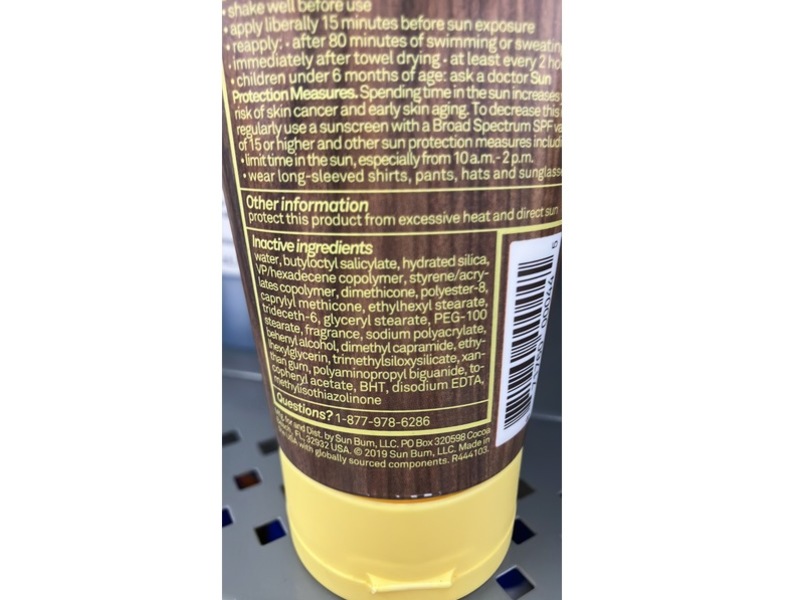 • shake well before use
• apply liberally 15 minutes before sun exposure
• reapply: • after 80 minutes of swimming or sweating
• immediately after towel drying • at least every 2 ho
• children under 6 months of age: ask a doctor Sun
Protection Measures. Spending time in the sun increases
risk of skin cancer and early skin aging. To decrease this
regularly use a sunscreen with a Broad Spectrum SPF va
of 15 or higher and other sun protection measures includi
• limit time in the sun, especially from 10 a.m.- 2 p.m.
• wear long-sleeved shirts, pants, hats and sunglasse
Other information
protect this product from excessive heat and direct sun
Inactive ingredients
water, butyloctyl salicylate, hydrated silica,
VP/hexadecene copolymer, styrene/acry-
lates copolymer, dimethicone, polyester-8,
caprylyl methicone, ethylhexyl stearate,
trideceth-6, glyceryl stearate, PEG-100
stearate, fragrance, sodium polyacrylate,
behenyl alcohol, dimethyl capramide, ethy-
lhexylglycerin, trimethylsiloxysilicate, xan-
than gum, polyaminopropyl biguanide, to-
copheryl acetate, BHT, disodium EDTA,
methylisothiazolinone
Questions? 1-877-978-6286
Mfg. for and Dist. by Sun Bum, LLC. PO Box 320598 Cocoa
Beach, FL, 32932 USA. © 2019 Sun Bum, LLC. Made in
the USA with globally sourced components. R444103.